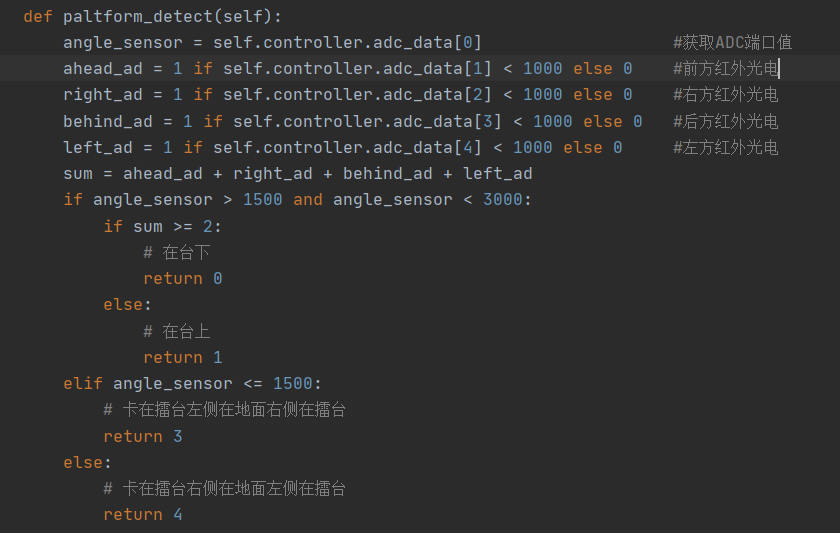 def paltform_detect(self):
    angle_sensor = self.controller.adc_data[0]                   #获取ADC端口值
    ahead_ad = 1 if self.controller.adc_data[1] < 1000 else 0    #前方红外光电
    right_ad = 1 if self.controller.adc_data[2] < 1000 else 0    #右方红外光电
    behind_ad = 1 if self.controller.adc_data[3] < 1000 else 0   #后方红外光电
    left_ad = 1 if self.controller.adc_data[4] < 1000 else 0     #左方红外光电
    sum = ahead_ad + right_ad + behind_ad + left_ad
    if angle_sensor > 1500 and angle_sensor < 3000:
        if sum >= 2:
            # 在台下
            return 0
        else:
            # 在台上
            return 1
    elif angle_sensor <= 1500:
        # 卡在擂台左侧在地面右侧在擂台
        return 3
    else:
        # 卡在擂台右侧在地面左侧在擂台
        return 4